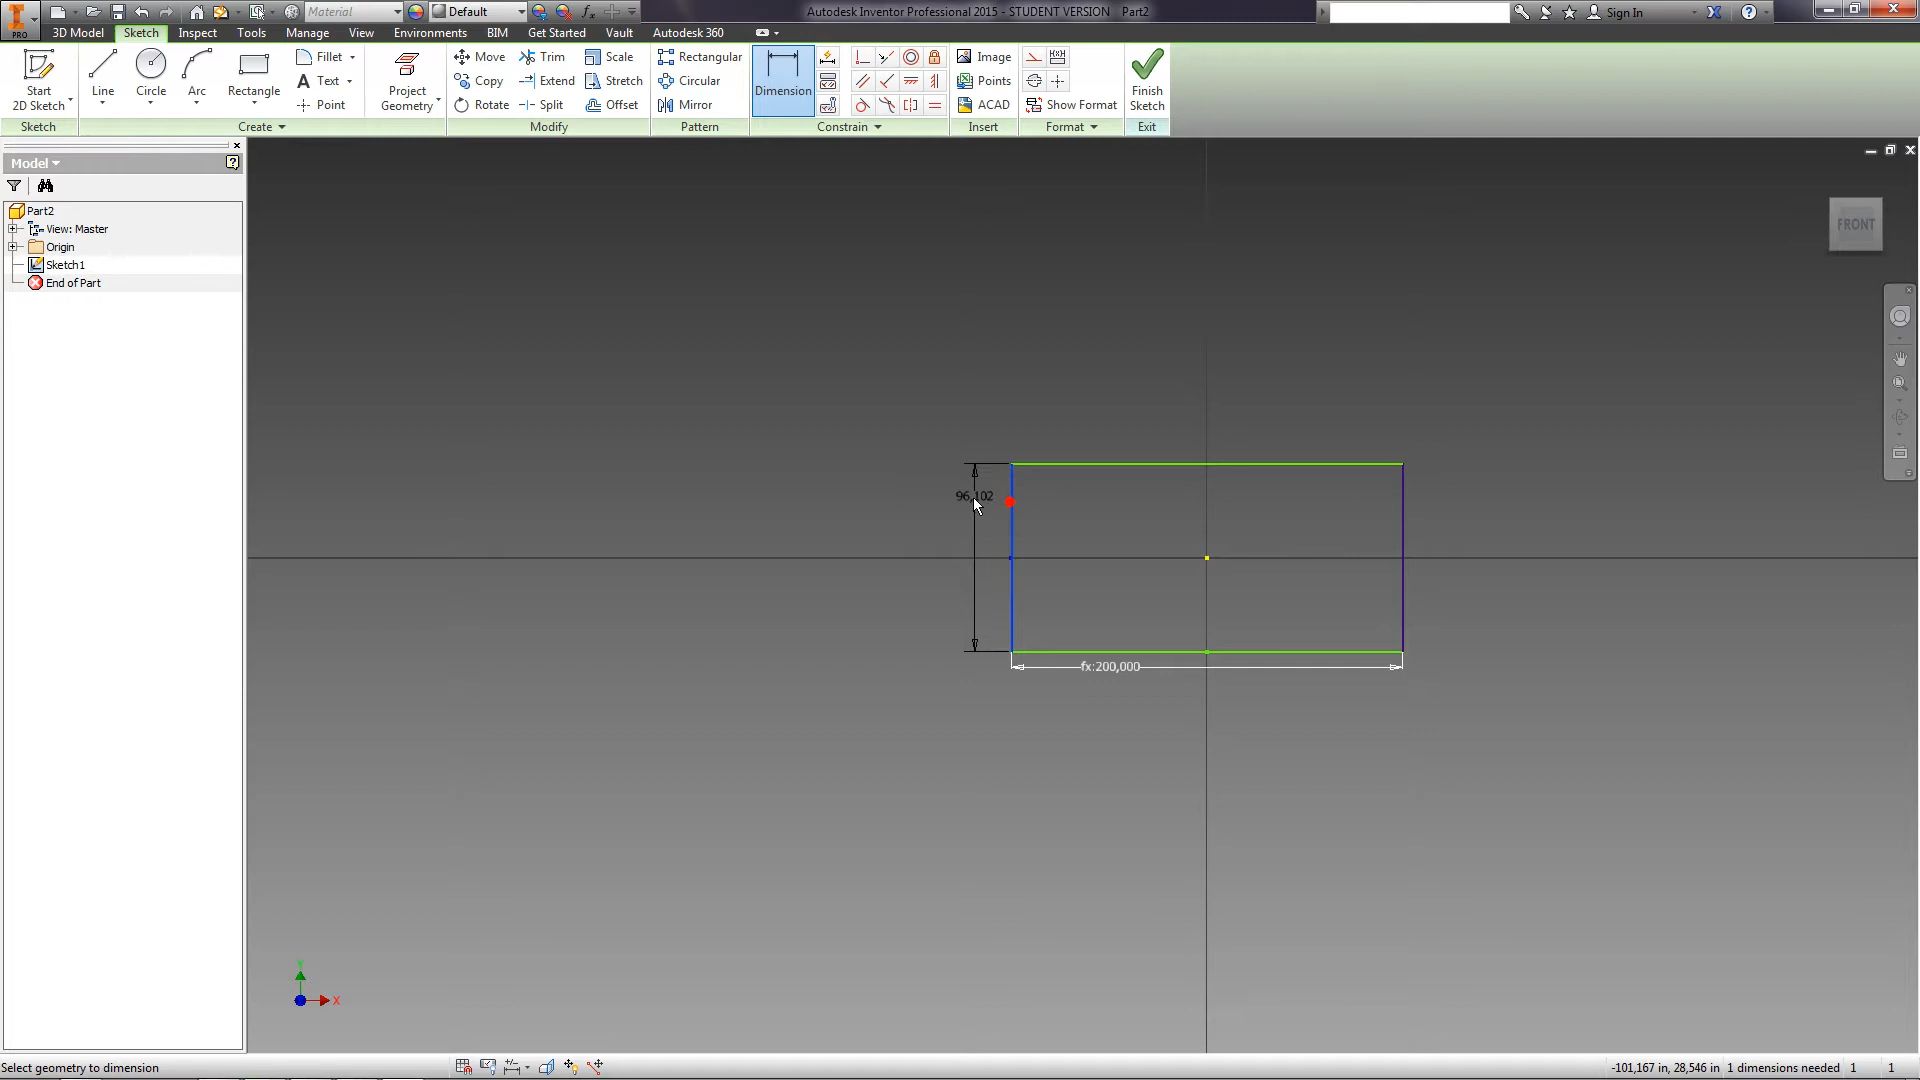 Material Default Autodesk Inventor Professional 2015 - STUDENT VERSION Part2 Sign In
PRO 3D Model Sketch Inspect Tools Manage View Environments BIM Get Started Vault Autodesk 360
Start
2D Sketch
Line
Circle
Arc
Rectangle
Fillet
Text
Point
Project
Geometry
Move
Copy
Rotate
Trim
Extend
Split
Scale
Stretch
Offset
Rectangular
Circular
Mirror
Dimension
Image
Points
ACAD
Show Format
Finish
Sketch
Sketch Create Modify Pattern Constrain Insert Format Exit
Model
Part2
View: Master
Origin
Sketch1
End of Part
FRONT
96,102
fx:200,000
Y
X
Select geometry to dimension
-101,167 in, 28,546 in 1 dimensions needed 1 1